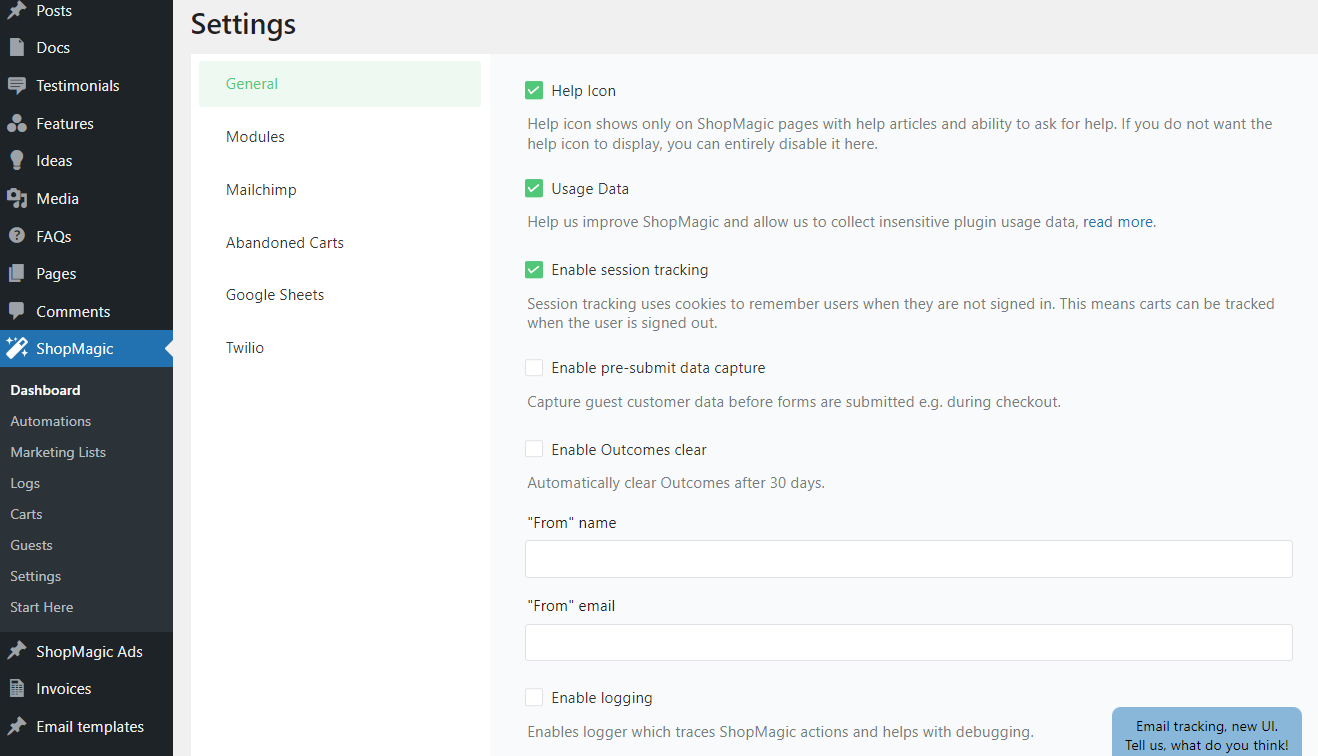 Posts
Docs
Testimonials
Features
Ideas
Media
FAQs
Pages
Comments
ShopMagic
Dashboard
Automations
Marketing Lists
Logs
Carts
Guests
Settings
Start Here
ShopMagic Ads
Invoices
Email templates
Settings
General
Modules
Mailchimp
Abandoned Carts
Google Sheets
Twilio
Help Icon
Help icon shows only on ShopMagic pages with help articles and ability to ask for help. If you do not want the
help icon to display, you can entirely disable it here.
Usage Data
Help us improve ShopMagic and allow us to collect insensitive plugin usage data, read more.
Enable session tracking
Session tracking uses cookies to remember users when they are not signed in. This means carts can be tracked
when the user is signed out.
Enable pre-submit data capture
Capture guest customer data before forms are submitted e.g. during checkout.
Enable Outcomes clear
Automatically clear Outcomes after 30 days.
"From" name
"From" email
Enable logging
Enables logger which traces ShopMagic actions and helps with debugging.
Email tracking, new UI.
Tell us, what do you think!